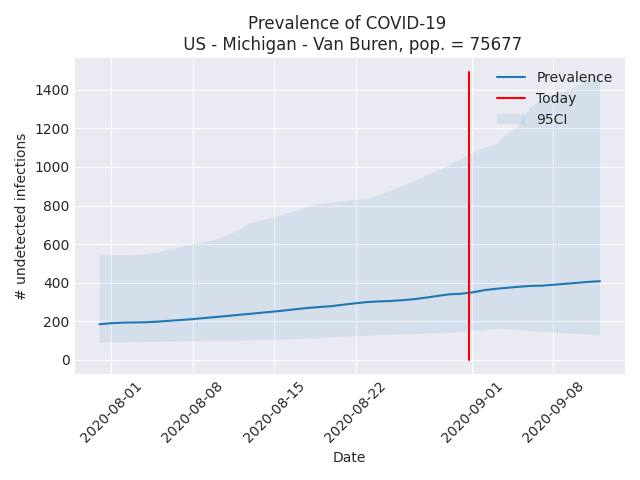 Prevalence of COVID-19
US - Michigan - Van Buren, pop. = 75677
Prevalence
Today
95CI
# undetected infections
1400
1200
1000
800
600
400
200
0
2020-08-01
2020-08-08
2020-08-15
2020-08-22
2020-09-01
2020-09-08
Date